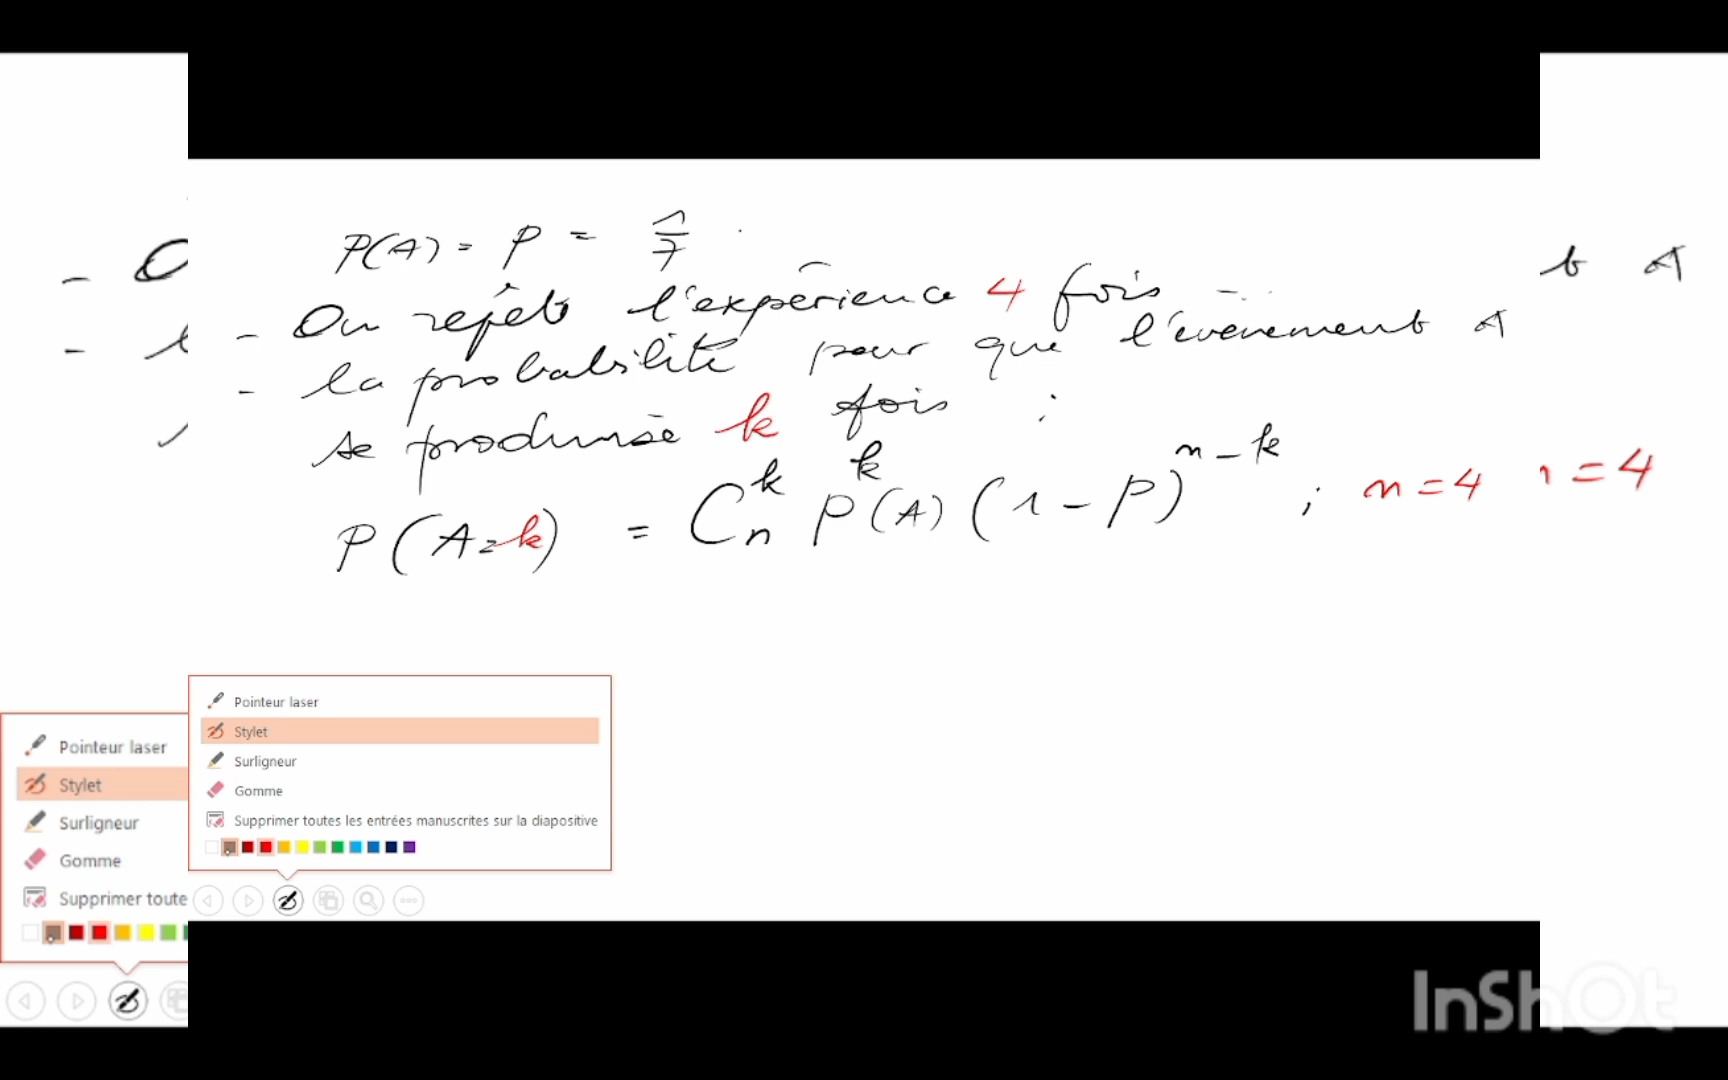 P(A) = p = 1/7
- On répète l'expérience 4 fois
- la probabilité pour que l'évènement A
se produise k fois :
P(A=k) = C_n^k P^k(A) (1-p)^{n-k} ; n=4
Pointeur laser
Stylet
Surligneur
Gomme
Supprimer toutes les entrées manuscrites sur la diapositive
t A
=4
Pointeur laser
Stylet
Surligneur
Gomme
Supprimer toute
InShOt